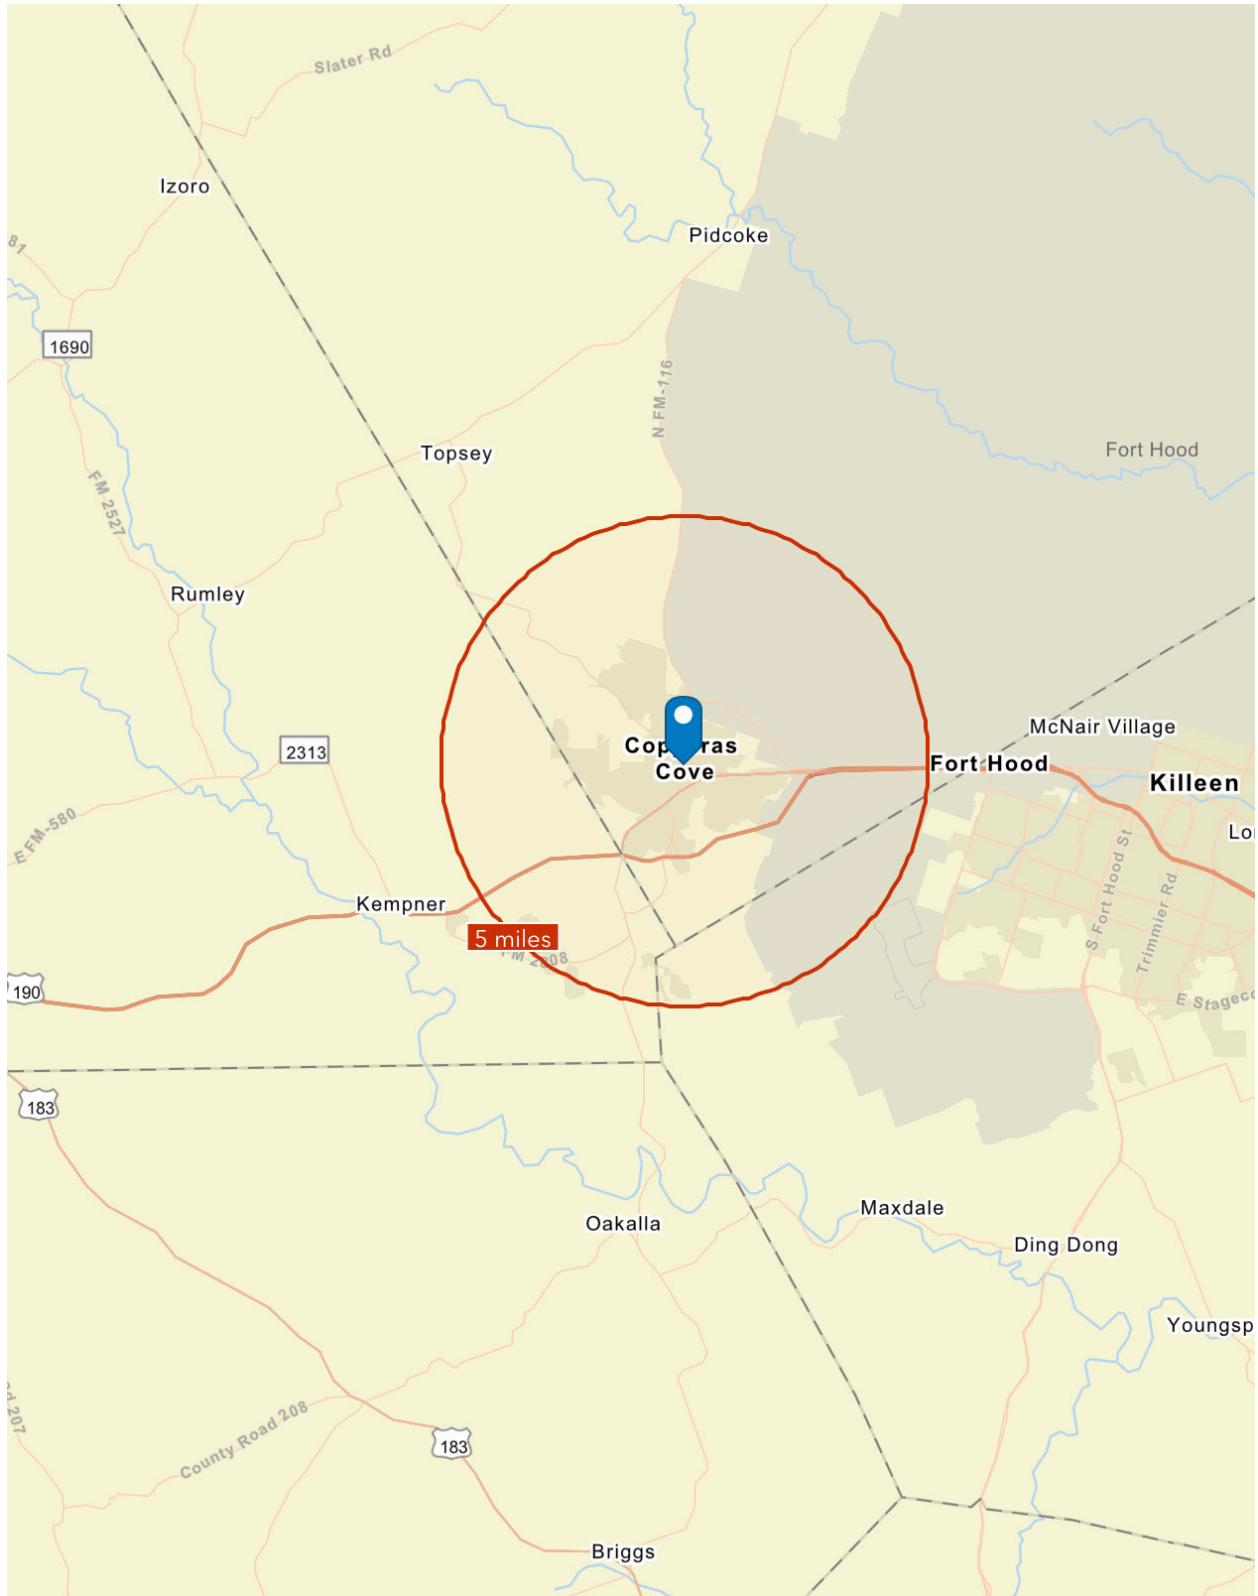 Slater Rd
Izoro
Pidcoke
81
1690
N FM-116
Topsey
Fort Hood
FM 2527
Rumley
McNair Village
Copperas
Cove
Fort Hood
Killeen
2313
E FM-580
S Fort Hood St
Trimmier Rd
Kempner
5 miles
190
183
Maxdale
Oakalla
Ding Dong
County Road 208
183
Briggs